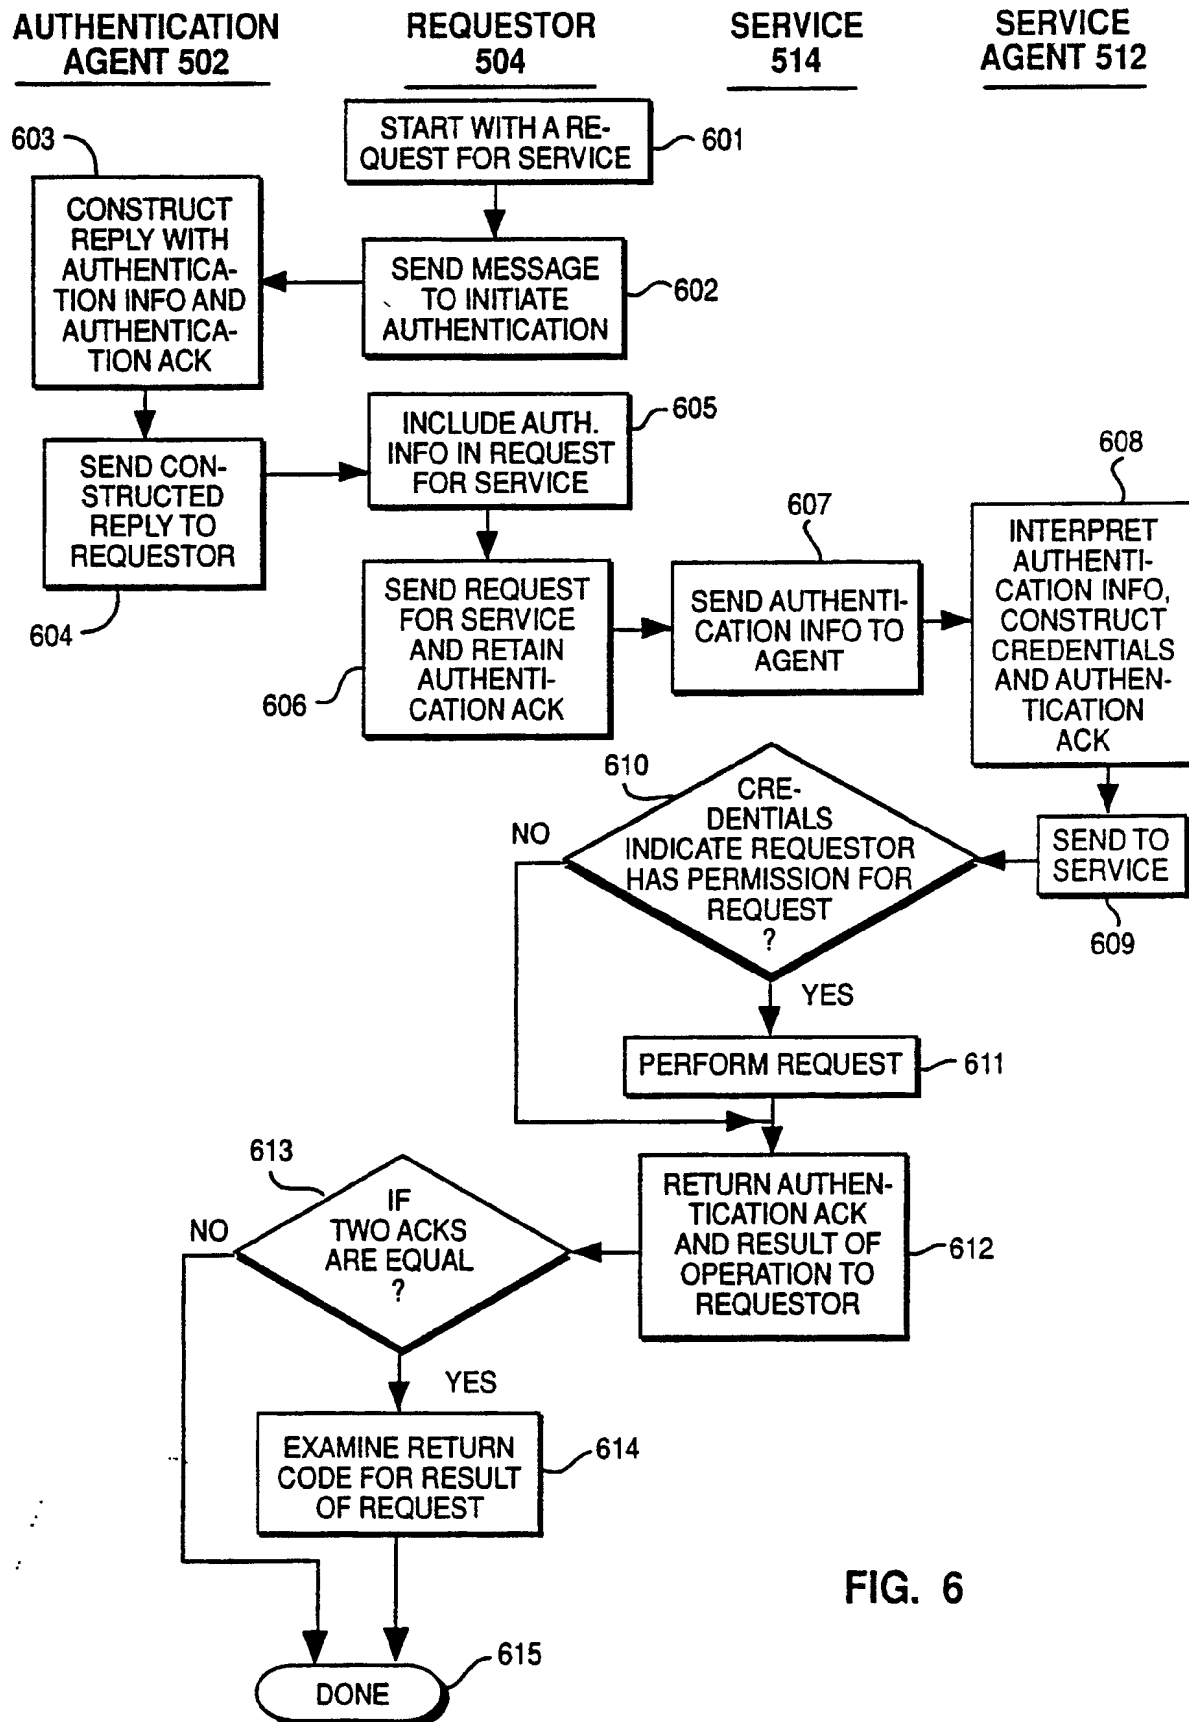 AUTHENTICATION
AGENT 502
REQUESTOR
504
SERVICE
514
SERVICE
AGENT 512
START WITH A RE-
QUEST FOR SERVICE
601
603
CONSTRUCT
REPLY WITH
AUTHENTICA-
TION INFO AND
AUTHENTICA-
TION ACK
SEND MESSAGE
TO INITIATE
AUTHENTICATION
602
SEND CON-
STRUCTED
REPLY TO
REQUESTOR
604
INCLUDE AUTH.
INFO IN REQUEST
FOR SERVICE
605
SEND REQUEST
FOR SERVICE
AND RETAIN
AUTHENTI-
CATION ACK
606
607
SEND AUTHENTI-
CATION INFO TO
AGENT
608
INTERPRET
AUTHENTI-
CATION INFO,
CONSTRUCT
CREDENTIALS
AND AUTHEN-
TICATION
ACK
SEND TO
SERVICE
609
610
CRE-
DENTIALS
INDICATE REQUESTOR
HAS PERMISSION FOR
REQUEST
?
NO
YES
PERFORM REQUEST
611
RETURN AUTHEN-
TICATION ACK
AND RESULT OF
OPERATION TO
REQUESTOR
612
613
IF
TWO ACKS
ARE EQUAL
?
NO
YES
EXAMINE RETURN
CODE FOR RESULT
OF REQUEST
614
DONE
615
FIG. 6